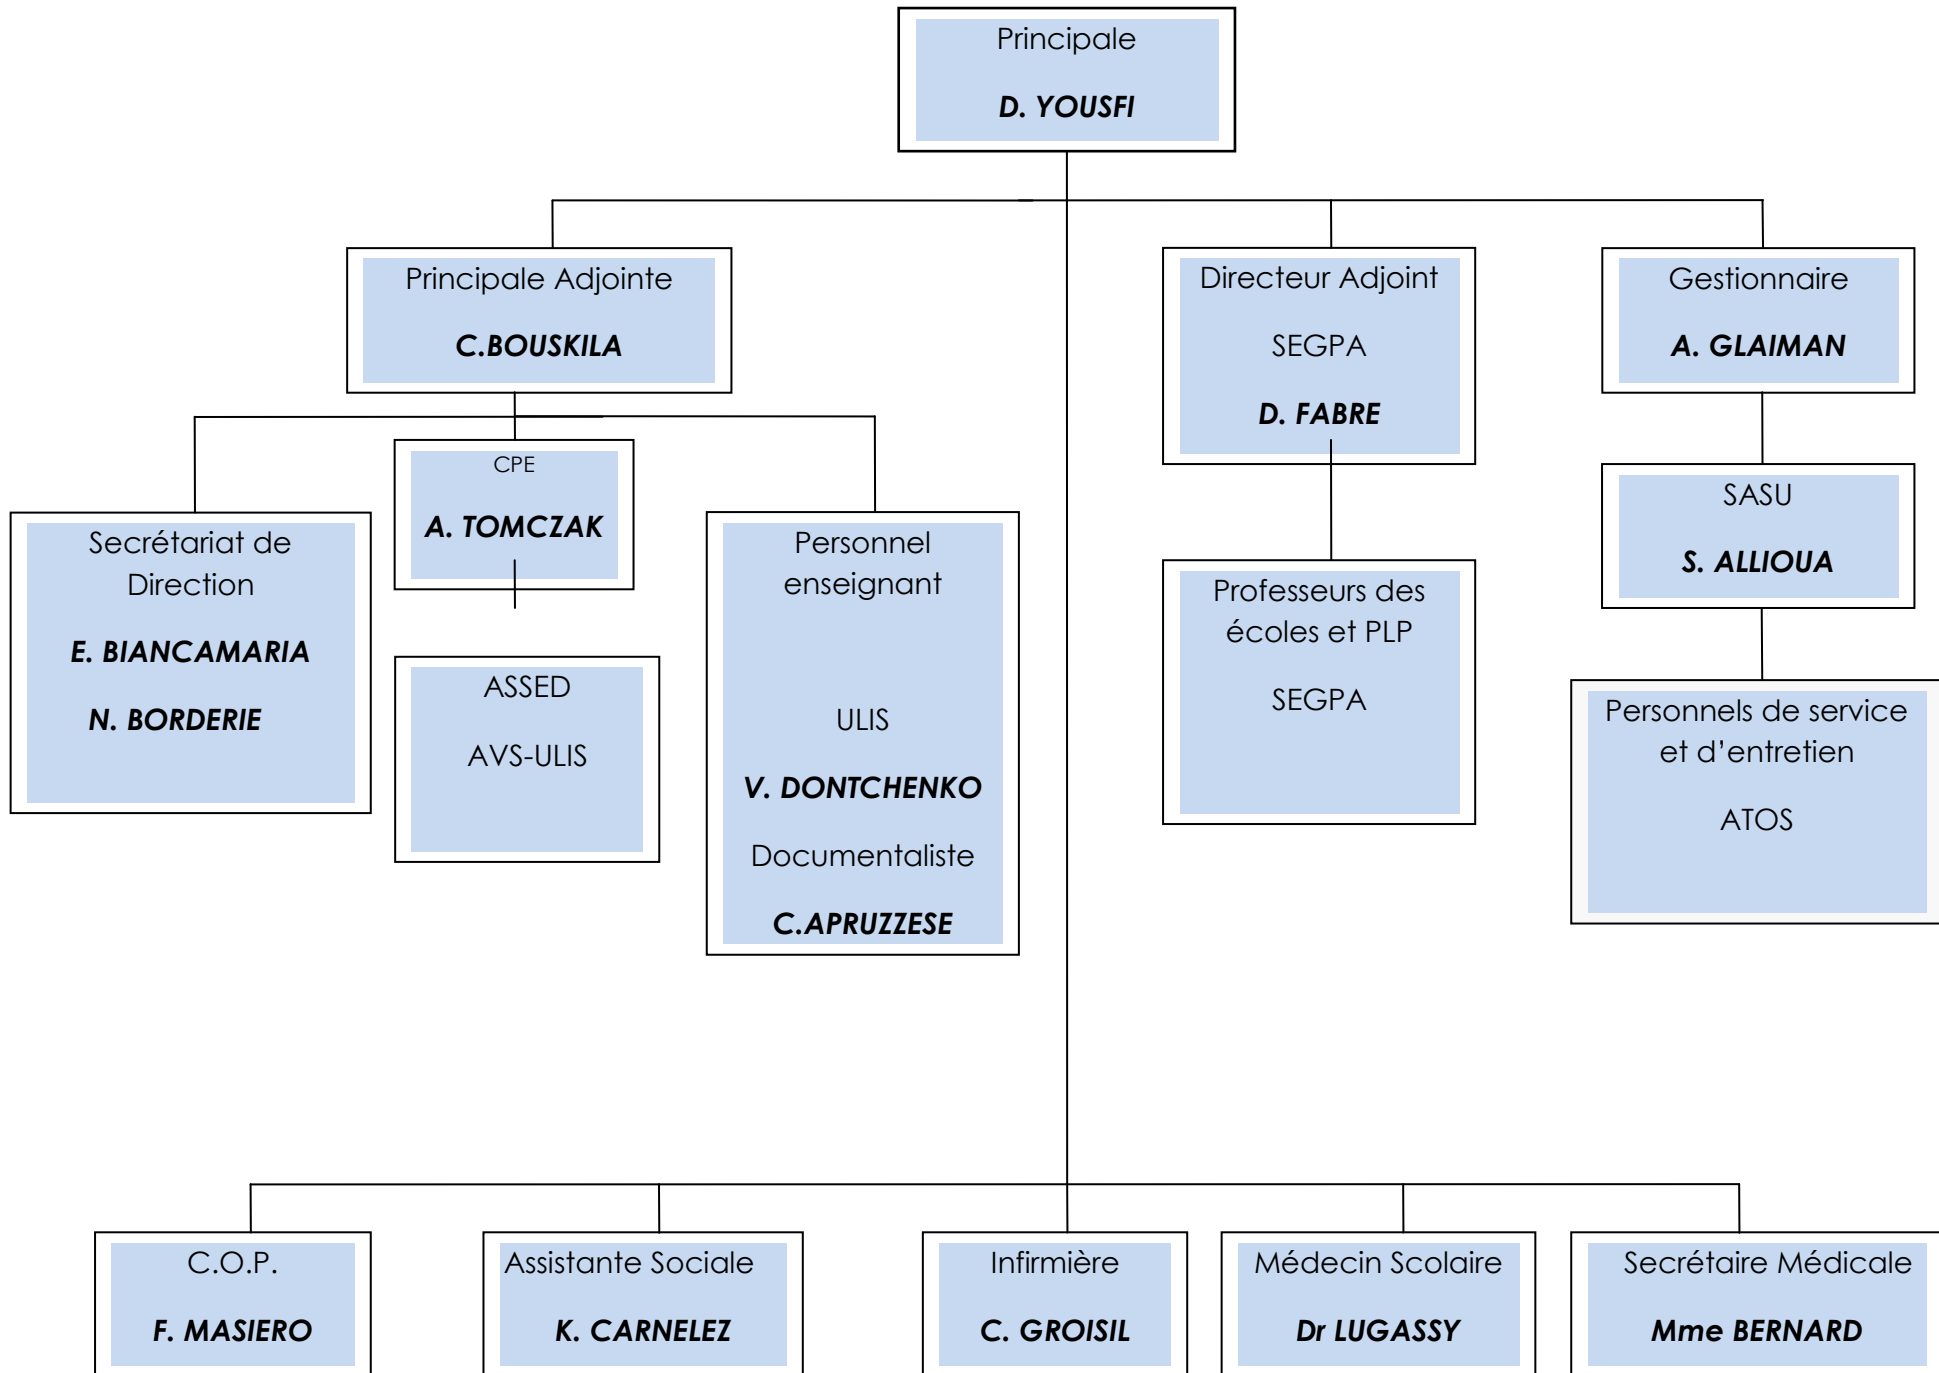 Principale
D. YOUSFI
Principale Adjointe
C.BOUSKILA
Directeur Adjoint
SEGPA
D. FABRE
Gestionnaire
A. GLAIMAN
Secrétariat de
Direction
E. BIANCAMARIA
N. BORDERIE
CPE
A. TOMCZAK
ASSED
AVS-ULIS
Personnel
enseignant
ULIS
V. DONTCHENKO
Documentaliste
C.APRUZZESE
Professeurs des
écoles et PLP
SEGPA
SASU
S. ALLIOUA
Personnels de service
et d’entretien
ATOS
C.O.P.
F. MASIERO
Assistante Sociale
K. CARNELEZ
Infirmière
C. GROISIL
Médecin Scolaire
Dr LUGASSY
Secrétaire Médicale
Mme BERNARD